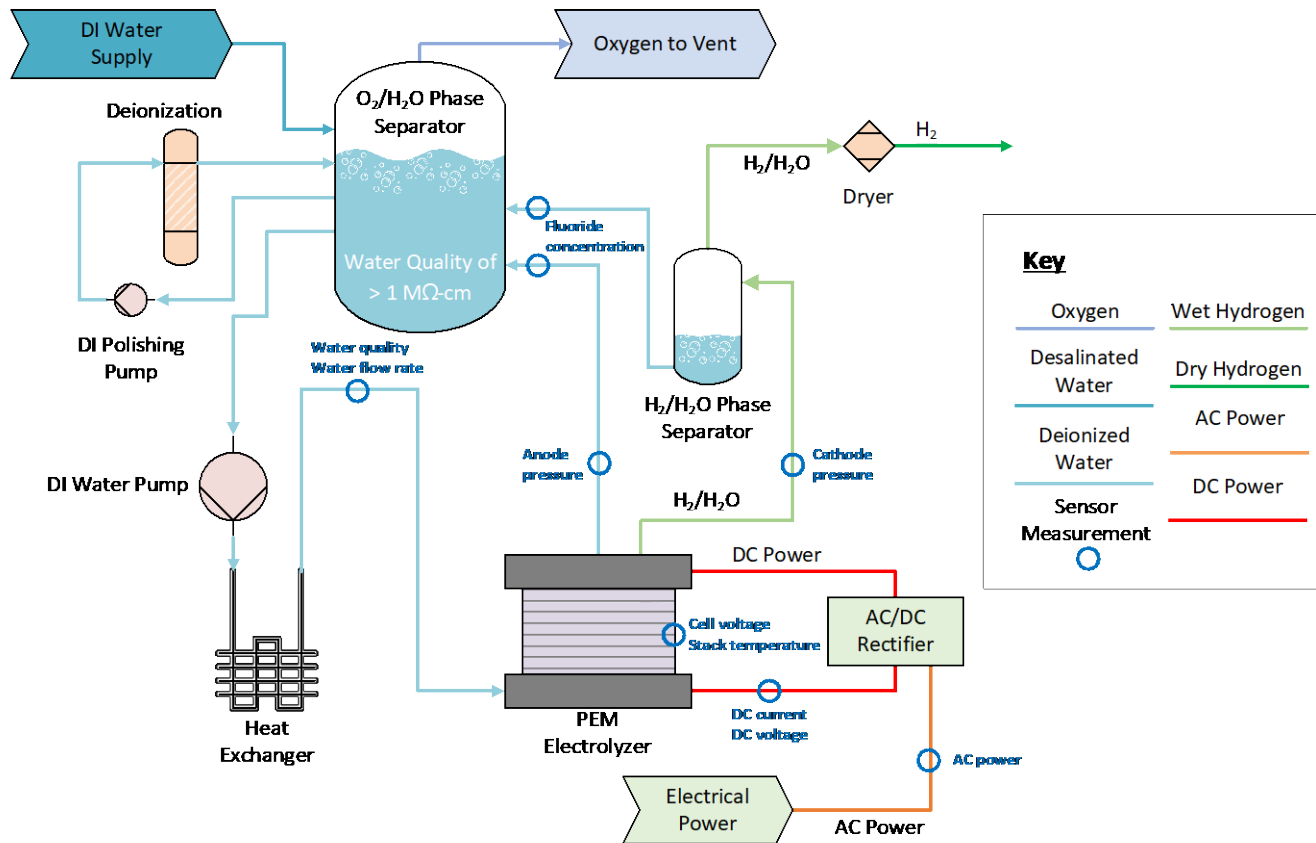 DI Water
Supply
Oxygen to Vent
Deionization
O₂/H₂O Phase
Separator
H₂
H₂/H₂O
Dryer
Fluoride
concentration
Water Quality of
> 1 MΩ-cm
DI Polishing
Pump
Water quality
Water flow rate
H₂/H₂O Phase
Separator
Key
Oxygen
Wet Hydrogen
Desalinated
Water
Dry Hydrogen
Deionized
Water
AC Power
Sensor
Measurement
DC Power
DI Water Pump
Anode
pressure
Cathode
pressure
H₂/H₂O
DC Power
Cell voltage
Stack temperature
AC/DC
Rectifier
Heat
Exchanger
PEM
Electrolyzer
DC current
DC voltage
AC power
Electrical
Power
AC Power